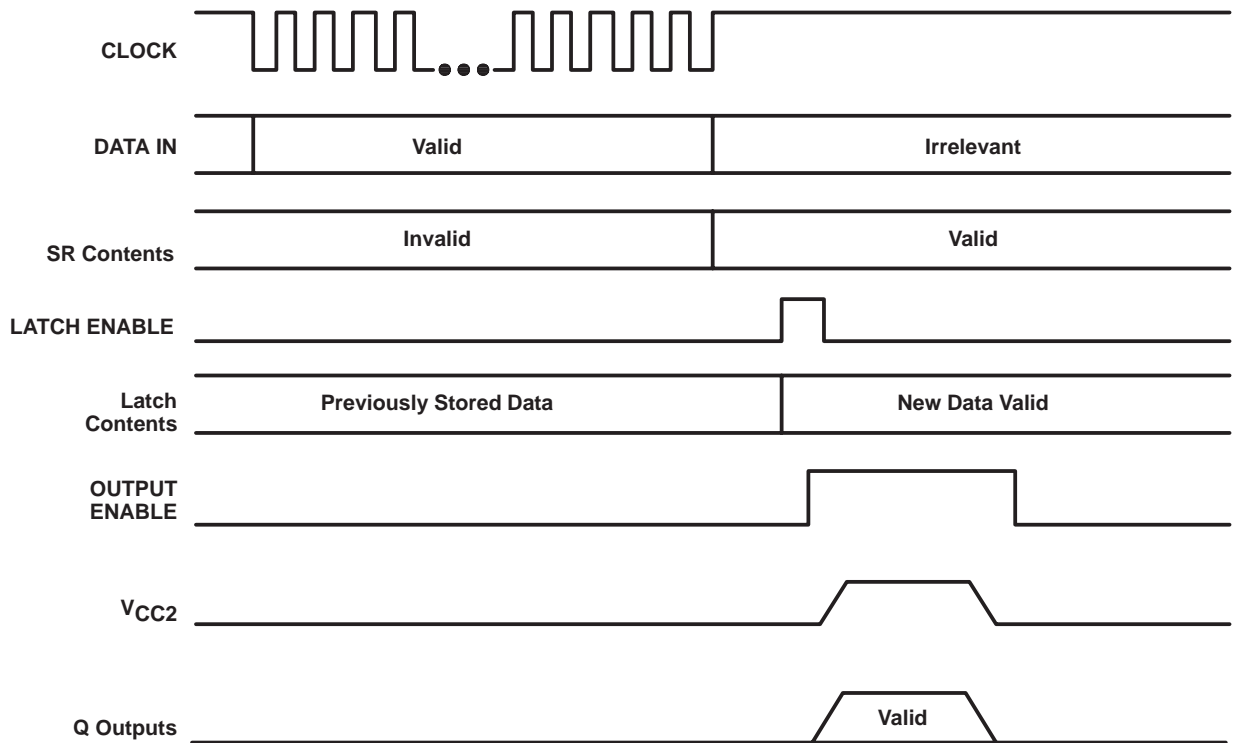 CLOCK
DATA IN
Valid
Irrelevant
SR Contents
Invalid
Valid
LATCH ENABLE
Latch
Contents
Previously Stored Data
New Data Valid
OUTPUT
ENABLE
VCC2
Q Outputs
Valid